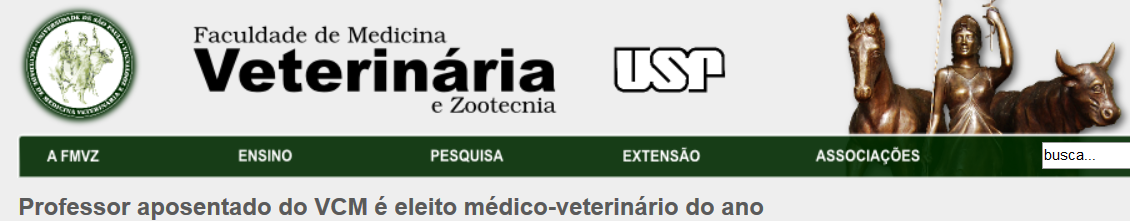 Faculdade de Medicina
Veterinária
e Zootecnia
USP
A FMVZ
ENSINO
PESQUISA
EXTENSÃO
ASSOCIAÇÕES
busca...
Professor aposentado do VCM é eleito médico-veterinário do ano